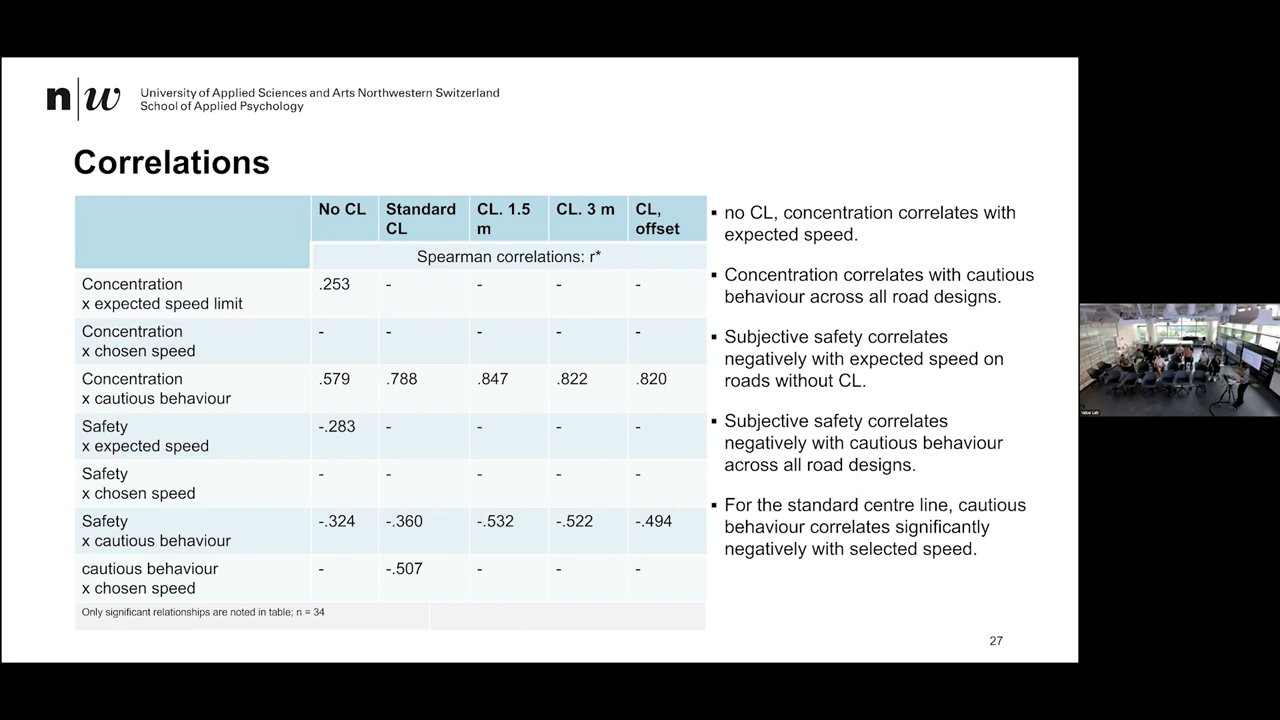 n w
University of Applied Sciences and Arts Northwestern Switzerland
School of Applied Psychology
Correlations
No CL Standard CL CL. 1.5 m CL. 3 m CL, offset
Spearman correlations: r*
Concentration
x expected speed limit .253 - - - -
Concentration
x chosen speed - - - - -
Concentration
x cautious behaviour .579 .788 .847 .822 .820
Safety
x expected speed -.283 - - - -
Safety
x chosen speed - - - - -
Safety
x cautious behaviour -.324 -.360 -.532 -.522 -.494
cautious behaviour
x chosen speed - -.507 - - -
Only significant relationships are noted in table; n = 34
▪ no CL, concentration correlates with
expected speed.
▪ Concentration correlates with cautious
behaviour across all road designs.
▪ Subjective safety correlates
negatively with expected speed on
roads without CL.
▪ Subjective safety correlates
negatively with cautious behaviour
across all road designs.
▪ For the standard centre line, cautious
behaviour correlates significantly
negatively with selected speed.
27
Value Lab